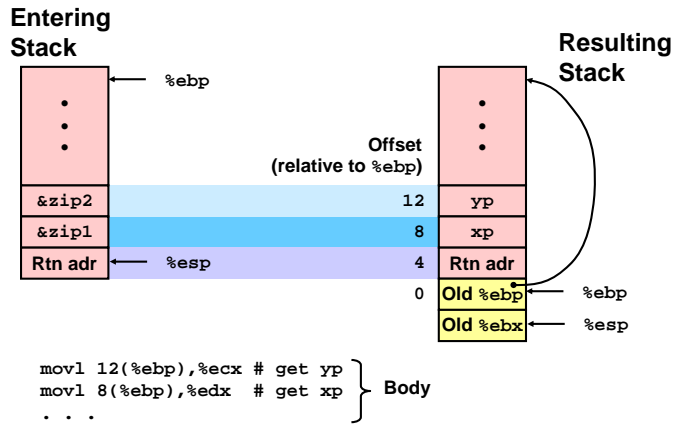 Entering
Stack
%ebp
Resulting
Stack
Offset
(relative to %ebp)
&zip2
12
yp
&zip1
8
xp
Rtn adr
%esp
4
Rtn adr
0
Old %ebp
%ebp
Old %ebx
%esp
movl 12(%ebp),%ecx # get yp
movl 8(%ebp),%edx # get xp
. . .
Body